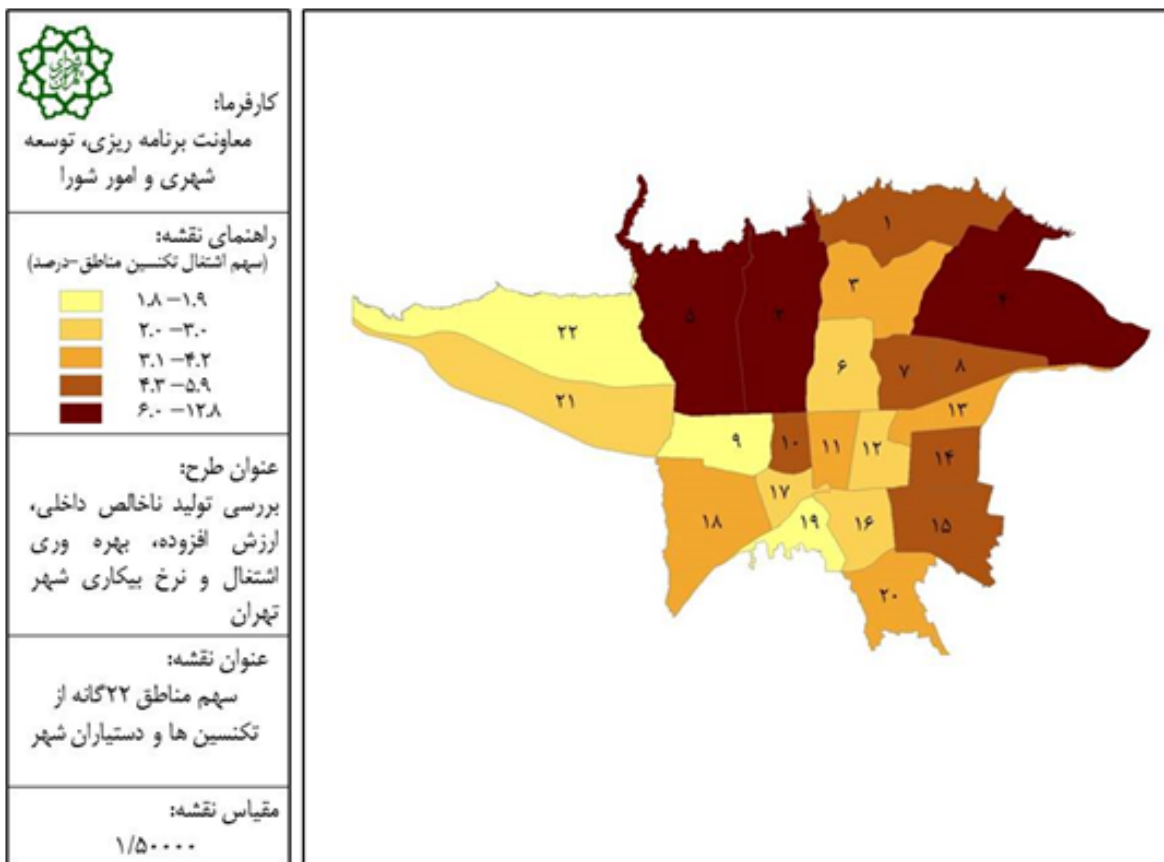 کارفرما:
معاونت برنامه ریزی، توسعه
شهری و امور شورا
راهنمای نقشه:
(سهم اشتغال تکنسین مناطق-درصد)
۱.۸ – ۱.۹
۲.۰ – ۳.۰
۳.۱ – ۴.۲
۴.۳ – ۵.۹
۶.۰ – ۱۲.۸
عنوان طرح:
بررسی تولید ناخالص داخلی،
ارزش افزوده، بهره وری
اشتغال و نرخ بیکاری شهر
تهران
عنوان نقشه:
سهم مناطق ۲۲گانه از
تکنسین ها و دستیاران شهر
مقیاس نقشه:
۱/۵۰۰۰۰
۱
۳
۴
۵
۲
۲۲
۶
۷
۸
۲۱
۱۳
۹
۱۰
۱۱
۱۲
۱۴
۱۷
۱۸
۱۹
۱۶
۱۵
۲۰